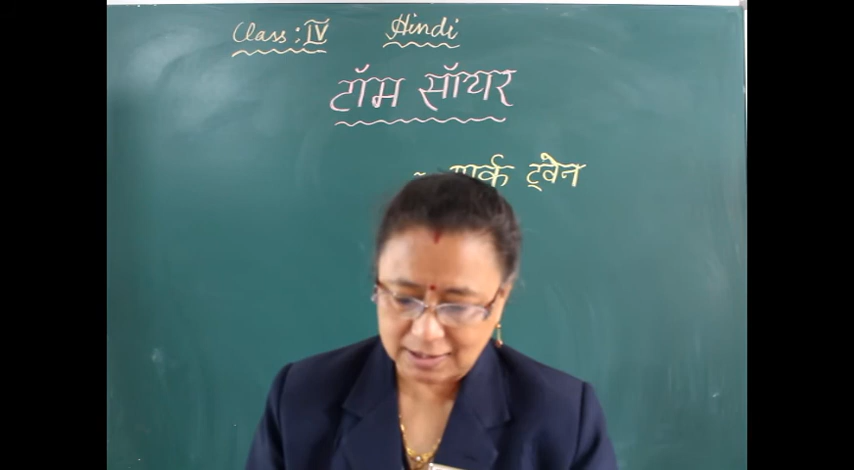 Class : IV Hindi
टॉम सॉयर
~ मार्क ट्वेन